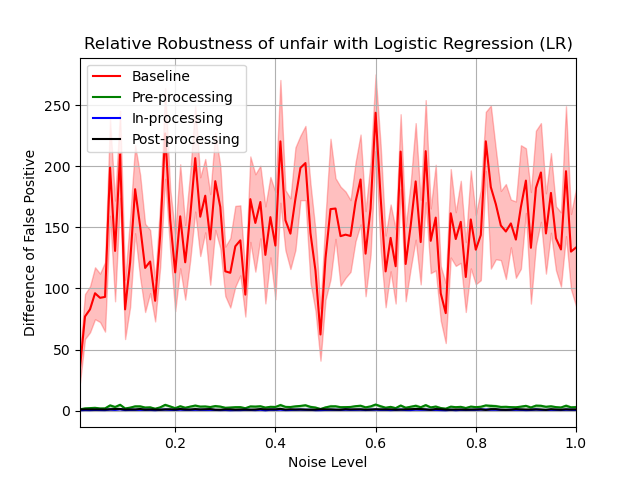 Relative Robustness of unfair with Logistic Regression (LR)
Baseline
Pre-processing
In-processing
Post-processing
Difference of False Positive
250
200
150
100
50
0
0.2 0.4 0.6 0.8 1.0
Noise Level